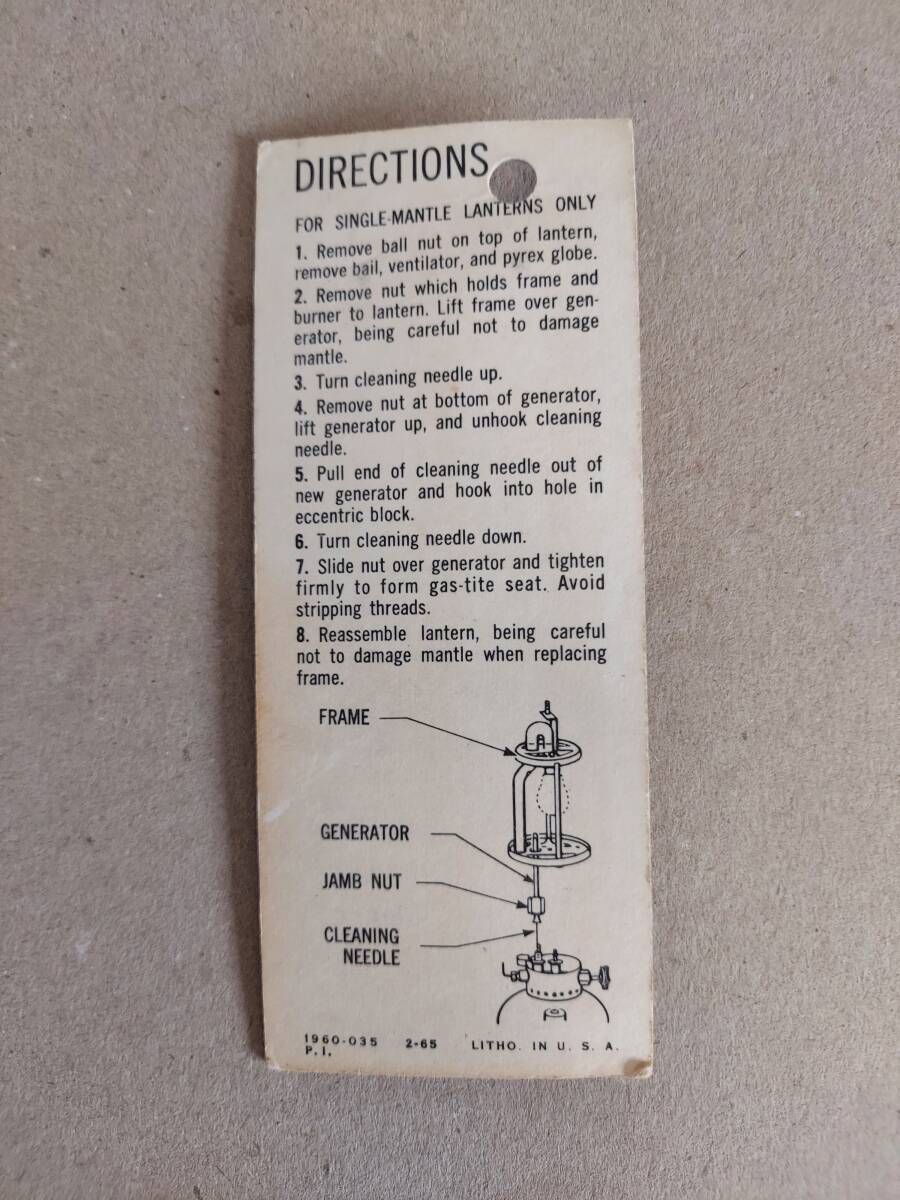 DIRECTIONS
FOR SINGLE-MANTLE LANTERNS ONLY
1. Remove ball nut on top of lantern,
remove bail, ventilator, and pyrex globe.
2. Remove nut which holds frame and
burner to lantern. Lift frame over gen-
erator, being careful not to damage
mantle.
3. Turn cleaning needle up.
4. Remove nut at bottom of generator,
lift generator up, and unhook cleaning
needle.
5. Pull end of cleaning needle out of
new generator and hook into hole in
eccentric block.
6. Turn cleaning needle down.
7. Slide nut over generator and tighten
firmly to form gas-tite seat. Avoid
stripping threads.
8. Reassemble lantern, being careful
not to damage mantle when replacing
frame.
FRAME
GENERATOR
JAMB NUT
CLEANING
NEEDLE
1960-035 2-65 LITHO. IN U. S. A.
P.I.